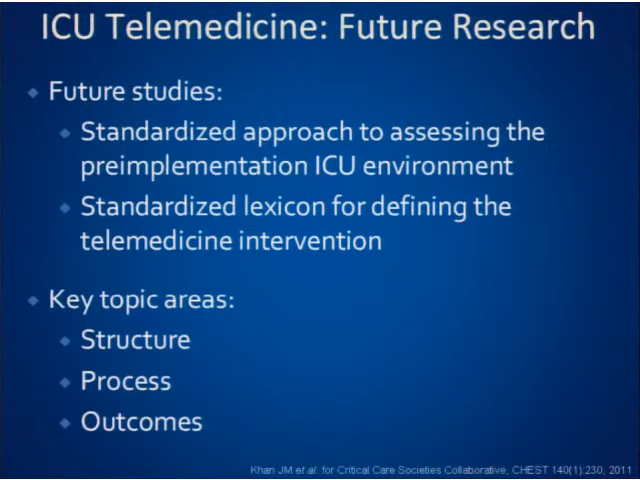 ICU Telemedicine: Future Research
Future studies:
Standardized approach to assessing the
preimplementation ICU environment
Standardized lexicon for defining the
telemedicine intervention
Key topic areas:
Structure
Process
Outcomes
Khan JM et al. for Critical Care Societies Collaborative, CHEST 140(1):230, 2011